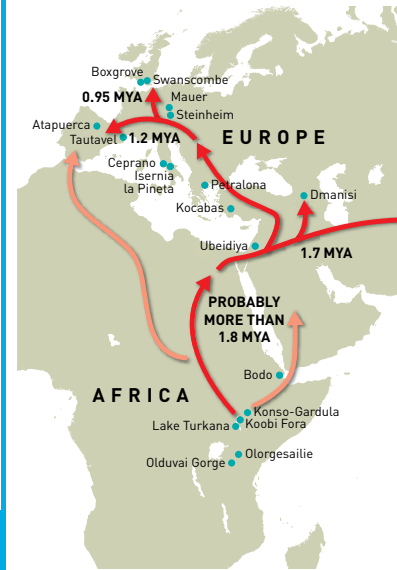 Boxgrove
Swanscombe
0.95 MYA
Mauer
Steinheim
Atapuerca
Tautavel
1.2 MYA
EUROPE
Ceprano
Isernia
la Pineta
Petralona
Dmanisi
Kocabas
Ubeidiya
1.7 MYA
PROBABLY
MORE THAN
1.8 MYA
Bodo
AFRICA
Konso-Gardula
Lake Turkana
Koobi Fora
Olorgesailie
Olduvai Gorge